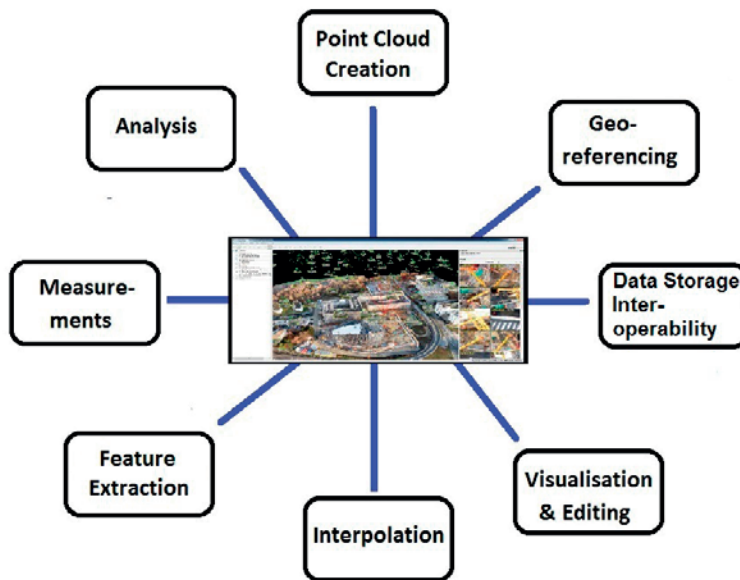 Point Cloud
Creation
Analysis
Geo-
referencing
Measure-
ments
Data Storage
Inter-
operability
Feature
Extraction
Visualisation
& Editing
Interpolation